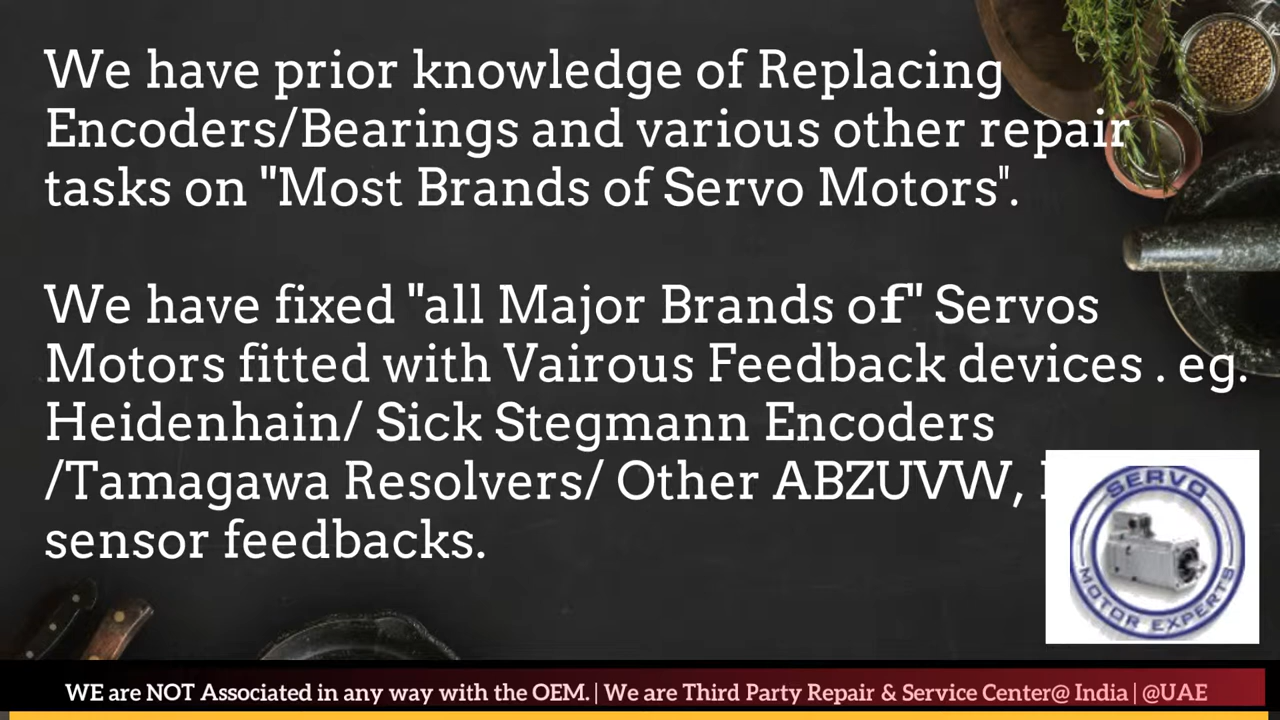 We have prior knowledge of Replacing
Encoders/Bearings and various other repair
tasks on "Most Brands of Servo Motors".
We have fixed "all Major Brands of" Servos
Motors fitted with Vairous Feedback devices . eg.
Heidenhain/ Sick Stegmann Encoders
/Tamagawa Resolvers/ Other ABZUVW,
sensor feedbacks.
SERVO
MOTOR EXPERTS
WE are NOT Associated in any way with the OEM. | We are Third Party Repair & Service Center@ India | @UAE